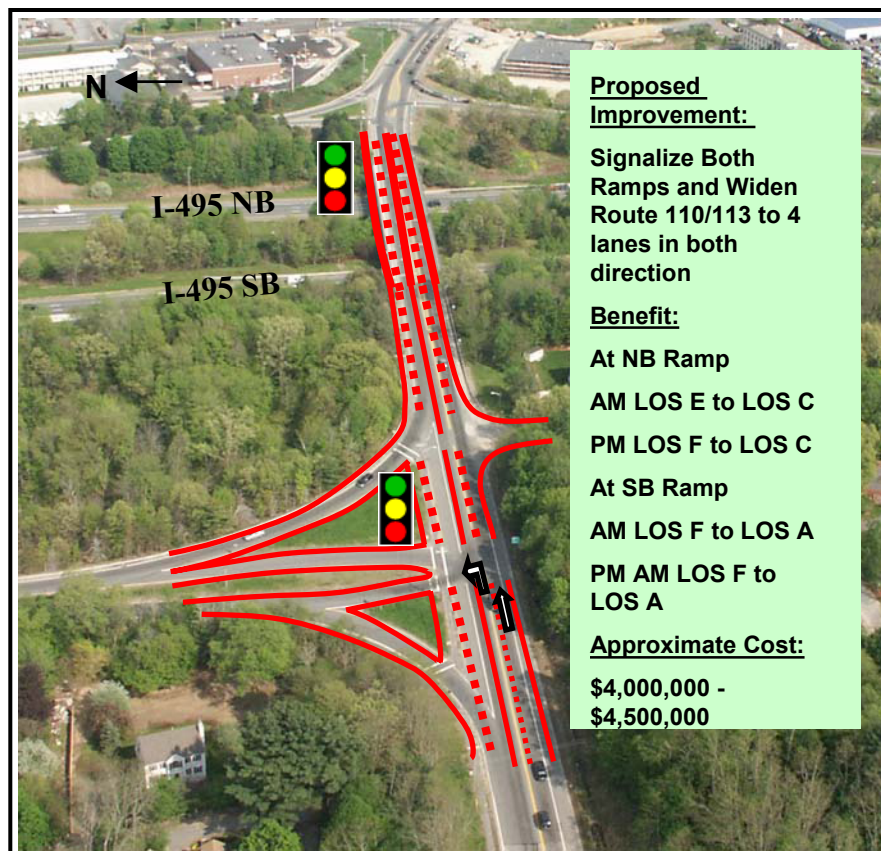 N
I-495 NB
I-495 SB
Proposed
Improvement:
Signalize Both
Ramps and Widen
Route 110/113 to 4
lanes in both
direction
Benefit:
At NB Ramp
AM LOS E to LOS C
PM LOS F to LOS C
At SB Ramp
AM LOS F to LOS A
PM AM LOS F to
LOS A
Approximate Cost:
$4,000,000 -
$4,500,000